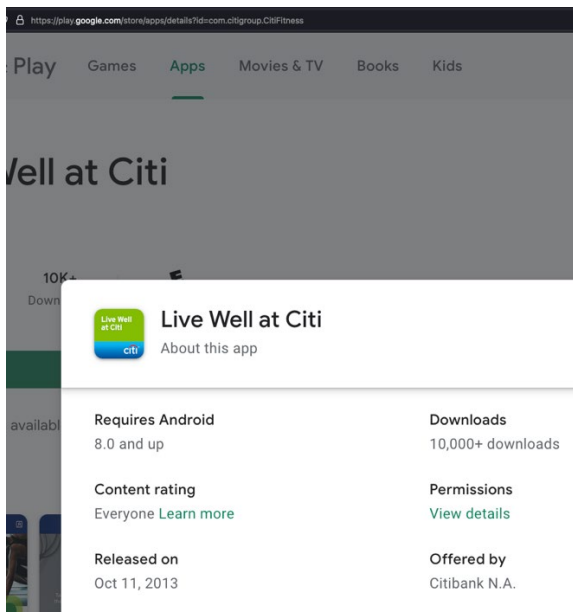 https://play.google.com/store/apps/details?id=com.citigroup.CitiFitness
Play Games Apps Movies & TV Books Kids
Well at Citi
10K+
Down
Live Well
at Citi
citi
Live Well at Citi
About this app
availabl
Requires Android
8.0 and up
Downloads
10,000+ downloads
Content rating
Everyone Learn more
Permissions
View details
Released on
Oct 11, 2013
Offered by
Citibank N.A.